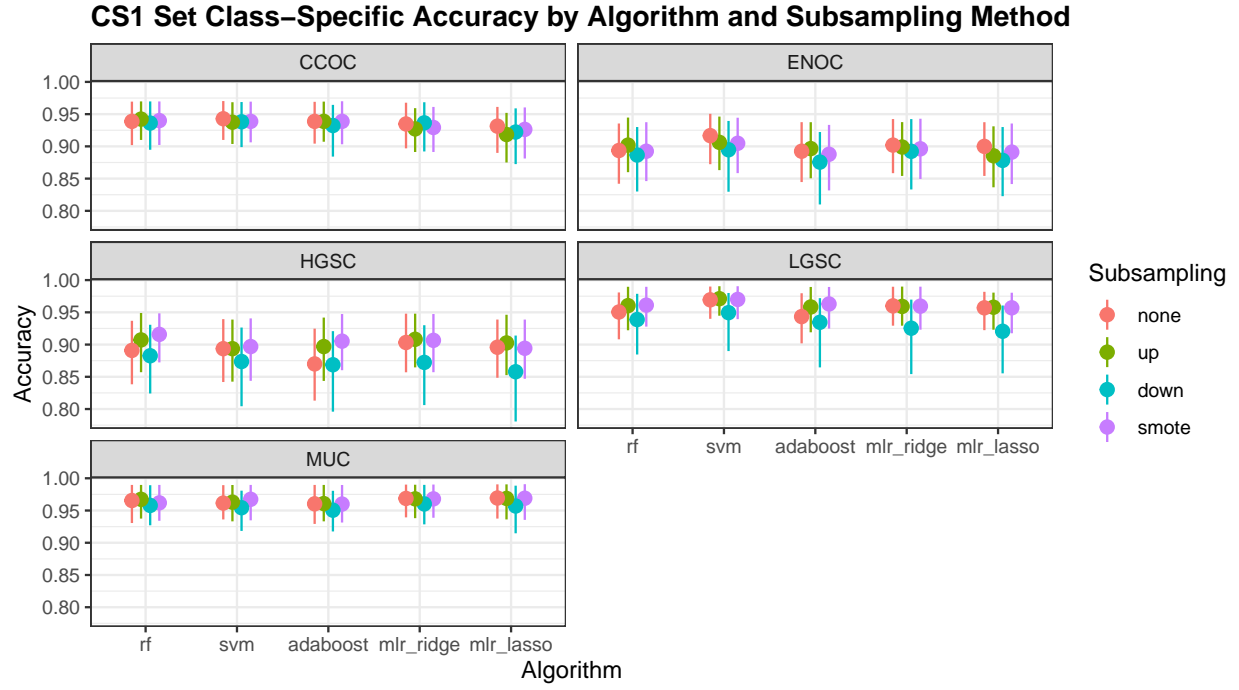 CS1 Set Class−Specific Accuracy by Algorithm and Subsampling Method
CCOC
ENOC
1.00
0.95
0.90
0.85
0.80
HGSC
LGSC
1.00
0.95
0.90
0.85
0.80
rf svm adaboost mlr_ridge mlr_lasso
MUC
1.00
0.95
0.90
0.85
0.80
rf svm adaboost mlr_ridge mlr_lasso
Algorithm
Accuracy
Subsampling
none
up
down
smote